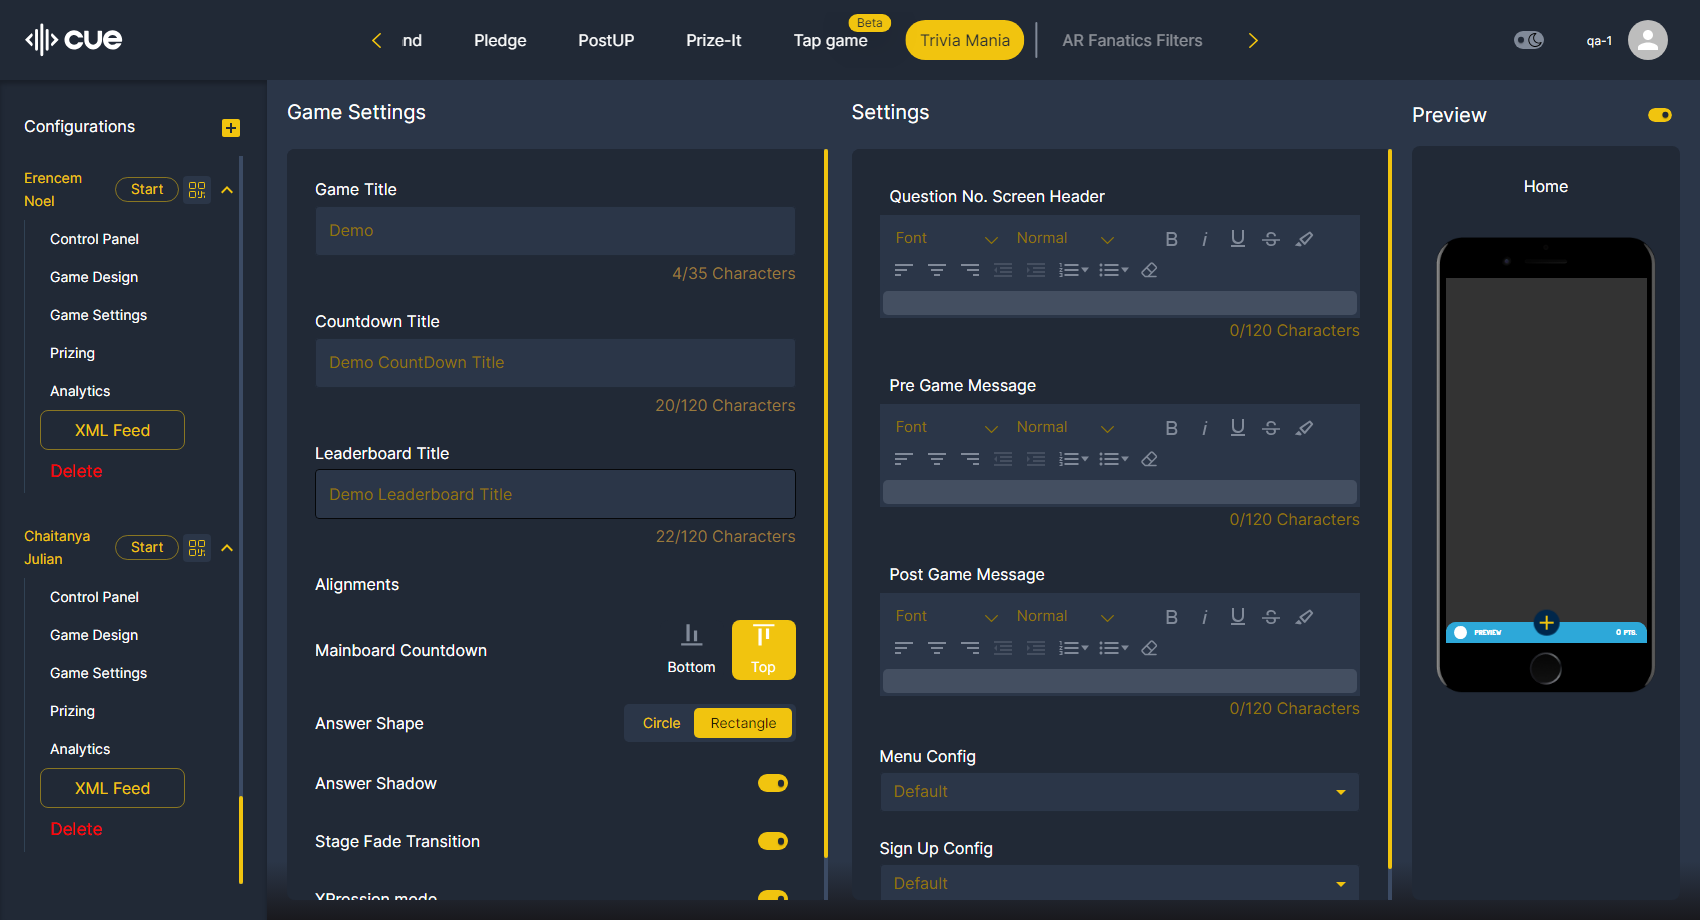 cue
nd
Pledge
PostUP
Prize-It
Tap game
Beta
Trivia Mania
AR Fanatics Filters
qa-1
Configurations
Erencem
Noel
Start
Control Panel
Game Design
Game Settings
Prizing
Analytics
XML Feed
Delete
Chaitanya
Julian
Start
Control Panel
Game Design
Game Settings
Prizing
Analytics
XML Feed
Delete
Game Settings
Game Title
Demo
4/35 Characters
Countdown Title
Demo CountDown Title
20/120 Characters
Leaderboard Title
Demo Leaderboard Title
22/120 Characters
Alignments
Mainboard Countdown
Bottom
Top
Answer Shape
Circle
Rectangle
Answer Shadow
Stage Fade Transition
XPression mode
Settings
Question No. Screen Header
Font
Normal
0/120 Characters
Pre Game Message
Font
Normal
0/120 Characters
Post Game Message
Font
Normal
0/120 Characters
Menu Config
Default
Sign Up Config
Default
Preview
Home
PREVIEW
0 PTS.